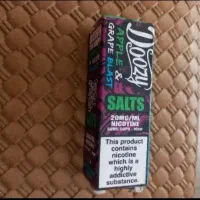 Doozy
APPLE &
GRAPE BLAST
SALTS
20MG/ML
NICOTINE
This product
contains
nicotine
which is a
highly
addictive
substance.